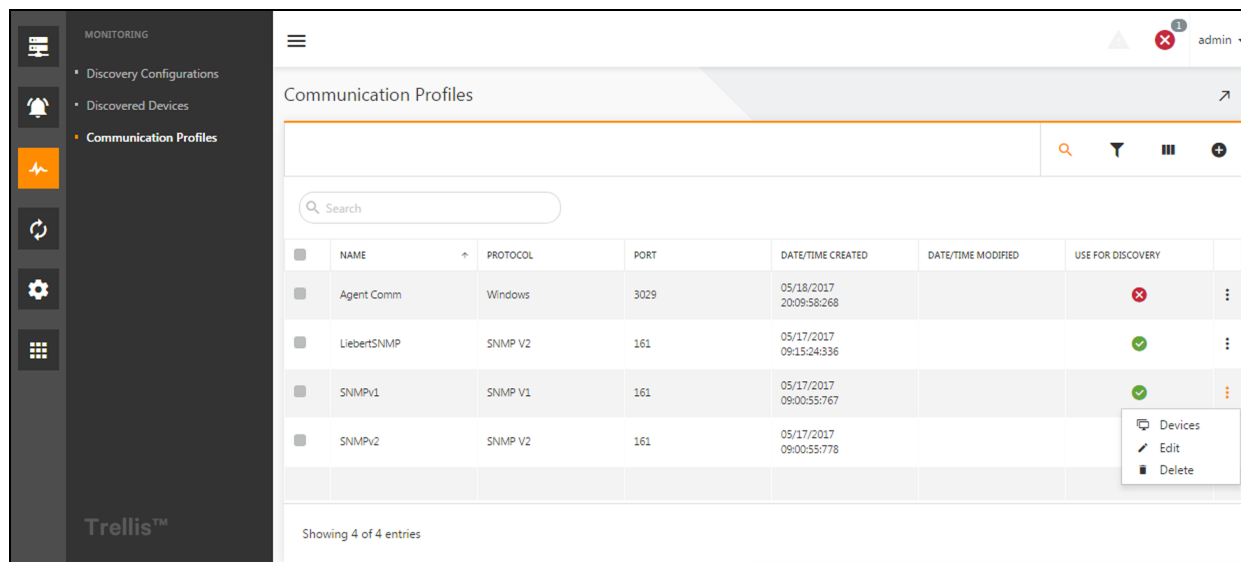 MONITORING
Discovery Configurations
Discovered Devices
Communication Profiles
Trellis™
1
admin
Communication Profiles
Search
NAME PROTOCOL PORT DATE/TIME CREATED DATE/TIME MODIFIED USE FOR DISCOVERY
Agent Comm Windows 3029 05/18/2017
20:09:58:268
LiebertSNMP SNMP V2 161 05/17/2017
09:15:24:336
SNMPv1 SNMP V1 161 05/17/2017
09:00:55:767
SNMPv2 SNMP V2 161 05/17/2017
09:00:55:778
Devices
Edit
Delete
Showing 4 of 4 entries